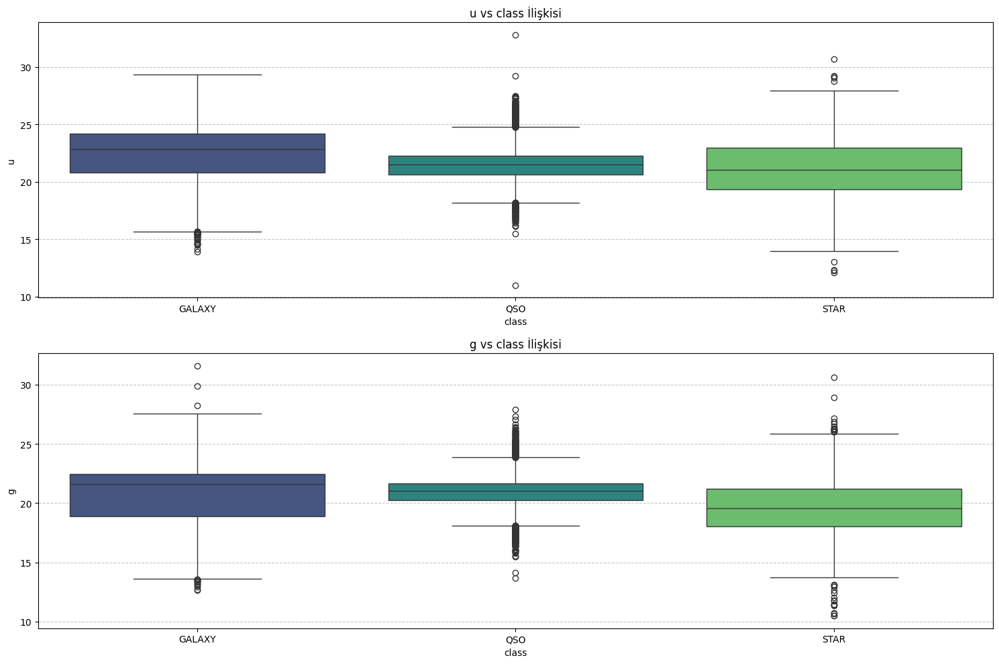 u vs class İlişkisi
30
25
20
15
10
u
GALAXY
QSO
STAR
class
g vs class İlişkisi
30
25
20
15
10
g
GALAXY
QSO
STAR
class